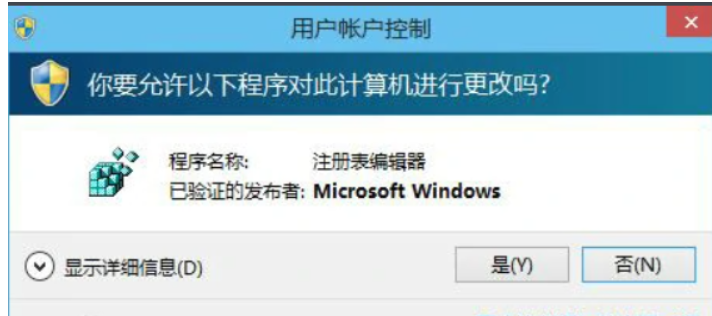 用户帐户控制
你要允许以下程序对此计算机进行更改吗?
程序名称: 注册表编辑器
已验证的发布者: Microsoft Windows
显示详细信息(D)
是(Y)
否(N)